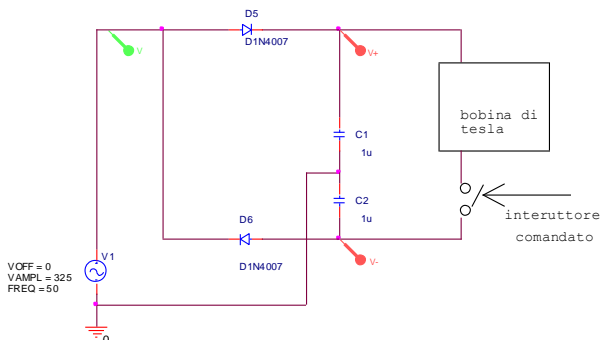 D5
D1N4007
V
V+
bobina di
tesla
C1
1u
C2
1u
D6
D1N4007
V-
interuttore
comandato
V1
VOFF = 0
VAMPL = 325
FREQ = 50
0